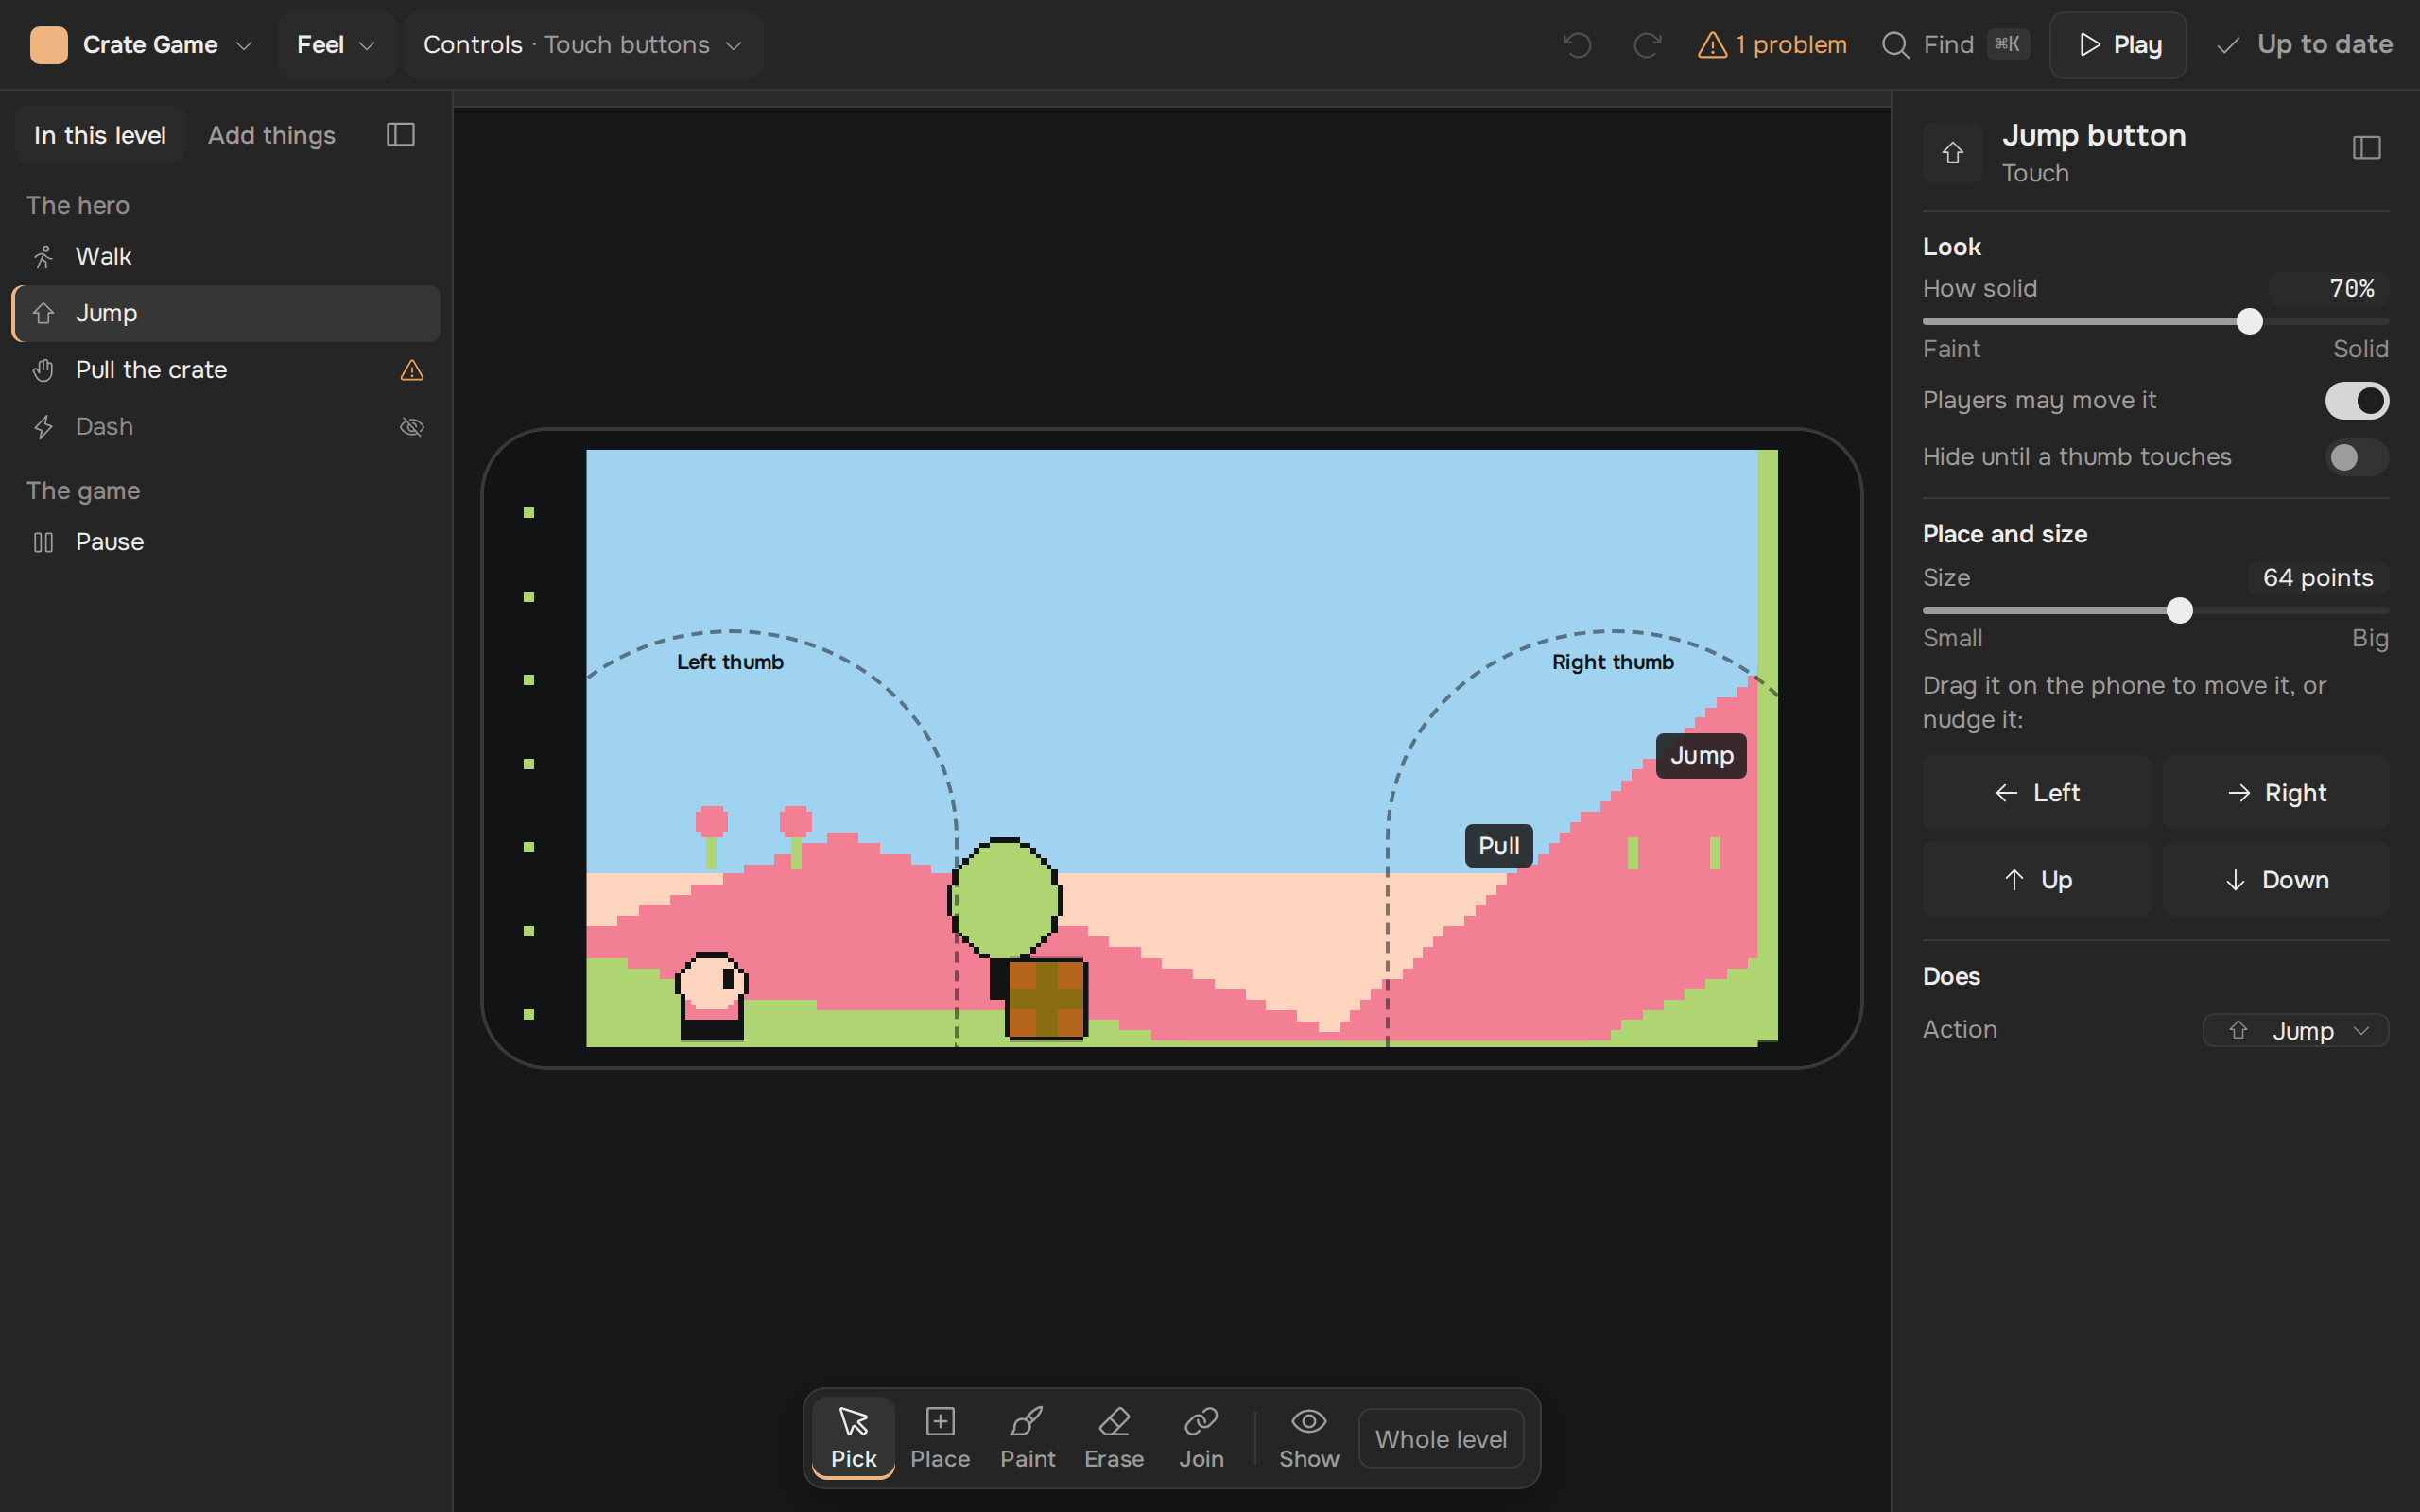 Crate Game
Feel
Controls · Touch buttons
1 problem
Find ⌘K
Play
Up to date
In this level
Add things
The hero
Walk
Jump
Pull the crate
Dash
The game
Pause
Left thumb
Right thumb
Jump
Pull
Pick
Place
Paint
Erase
Join
Show
Whole level
Jump button
Touch
Look
How solid 70%
Faint Solid
Players may move it
Hide until a thumb touches
Place and size
Size 64 points
Small Big
Drag it on the phone to move it, or
nudge it:
Left
Right
Up
Down
Does
Action Jump